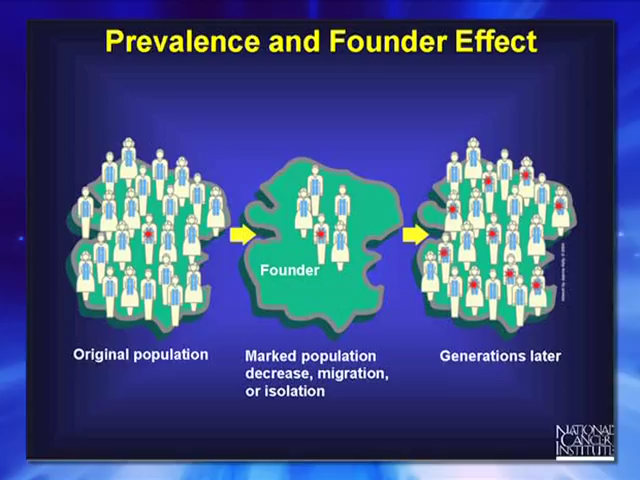 Prevalence and Founder Effect
Founder
Original population
Marked population
decrease, migration,
or isolation
Generations later
NATIONAL
CANCER
INSTITUTE